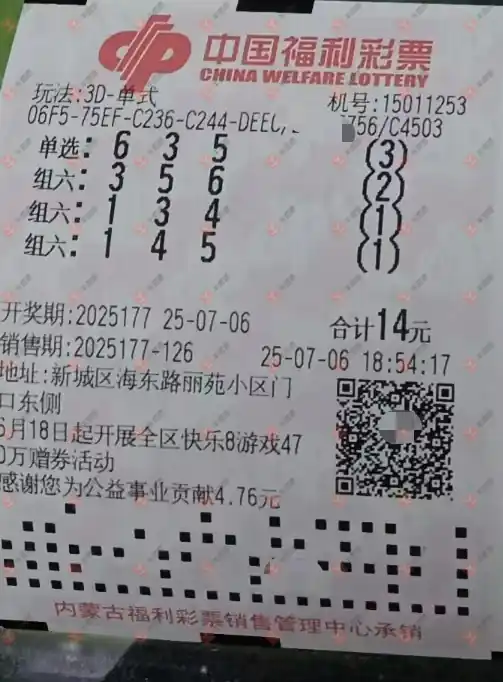 中国福利彩票
CHINA WELFARE LOTTERY
玩法:3D-单式 机号:15011253
06F5-75EF-C236-C244-DEEC/ 756/C4503
单选: 6 3 5 (3)
组六: 3 5 6 (2)
组六: 1 3 4 (1)
组六: 1 4 5 (1)
开奖期:2025177 25-07-06 合计14元
销售期:2025177-126 25-07-06 18:54:17
地址:新城区海东路丽苑小区门
口东侧
6月18日起开展全区快乐8游戏47
0万赠券活动
感谢您为公益事业贡献4.76元
内蒙古福利彩票销售管理中心承销